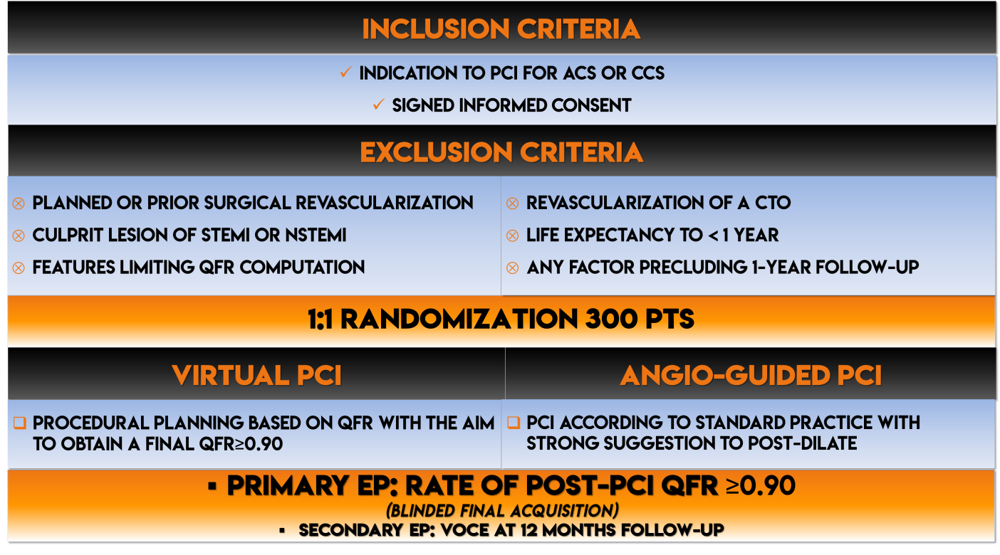 INCLUSION CRITERIA
✓ INDICATION TO PCI FOR ACS OR CCS
✓ SIGNED INFORMED CONSENT
EXCLUSION CRITERIA
⊗ PLANNED OR PRIOR SURGICAL REVASCULARIZATION
⊗ CULPRIT LESION OF STEMI OR NSTEMI
⊗ FEATURES LIMITING QFR COMPUTATION
⊗ REVASCULARIZATION OF A CTO
⊗ LIFE EXPECTANCY TO < 1 YEAR
⊗ ANY FACTOR PRECLUDING 1-YEAR FOLLOW-UP
1:1 RANDOMIZATION 300 PTS
VIRTUAL PCI
❑ PROCEDURAL PLANNING BASED ON QFR WITH THE AIM
TO OBTAIN A FINAL QFR≥0.90
ANGIO-GUIDED PCI
❑ PCI ACCORDING TO STANDARD PRACTICE WITH
STRONG SUGGESTION TO POST-DILATE
▪ PRIMARY EP: RATE OF POST-PCI QFR ≥0.90
(BLINDED FINAL ACQUISITION)
▪ SECONDARY EP: VOCE AT 12 MONTHS FOLLOW-UP